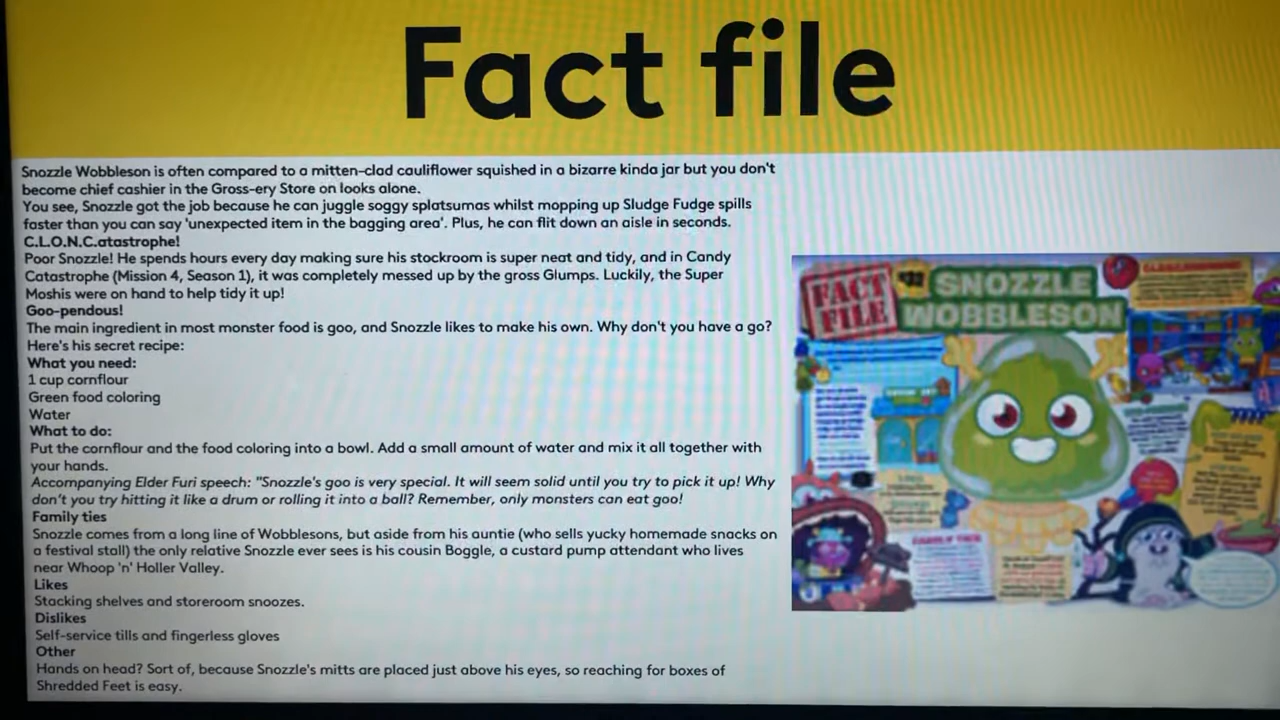 Fact file
Snozzle Wobbleson is often compared to a mitten-clad cauliflower squished in a bizarre kinda jar but you don't
become chief cashier in the Gross-ery Store on looks alone.
You see, Snozzle got the job because he can juggle soggy splatsumas whilst mopping up Sludge Fudge spills
faster than you can say 'unexpected item in the bagging area'. Plus, he can flit down an aisle in seconds.
C.L.O.N.C.atastrophe!
Poor Snozzle! He spends hours every day making sure his stockroom is super neat and tidy, and in Candy
Catastrophe (Mission 4, Season 1), it was completely messed up by the gross Glumps. Luckily, the Super
Moshis were on hand to help tidy it up!
Goo-pendous!
The main ingredient in most monster food is goo, and Snozzle likes to make his own. Why don't you have a go?
Here's his secret recipe:
What you need:
1 cup cornflour
Green food coloring
Water
What to do:
Put the cornflour and the food coloring into a bowl. Add a small amount of water and mix it all together with
your hands.
Accompanying Elder Furi speech: "Snozzle's goo is very special. It will seem solid until you try to pick it up! Why
don't you try hitting it like a drum or rolling it into a ball? Remember, only monsters can eat goo!
Family ties
Snozzle comes from a long line of Wobblesons, but aside from his auntie (who sells yucky homemade snacks on
a festival stall) the only relative Snozzle ever sees is his cousin Boggle, a custard pump attendant who lives
near Whoop 'n' Holler Valley.
Likes
Stacking shelves and storeroom snoozes.
Dislikes
Self-service tills and fingerless gloves
Other
Hands on head? Sort of, because Snozzle's mitts are placed just above his eyes, so reaching for boxes of
Shredded Feet is easy.
FACT
FILE
SNOZZLE
WOBBLESON